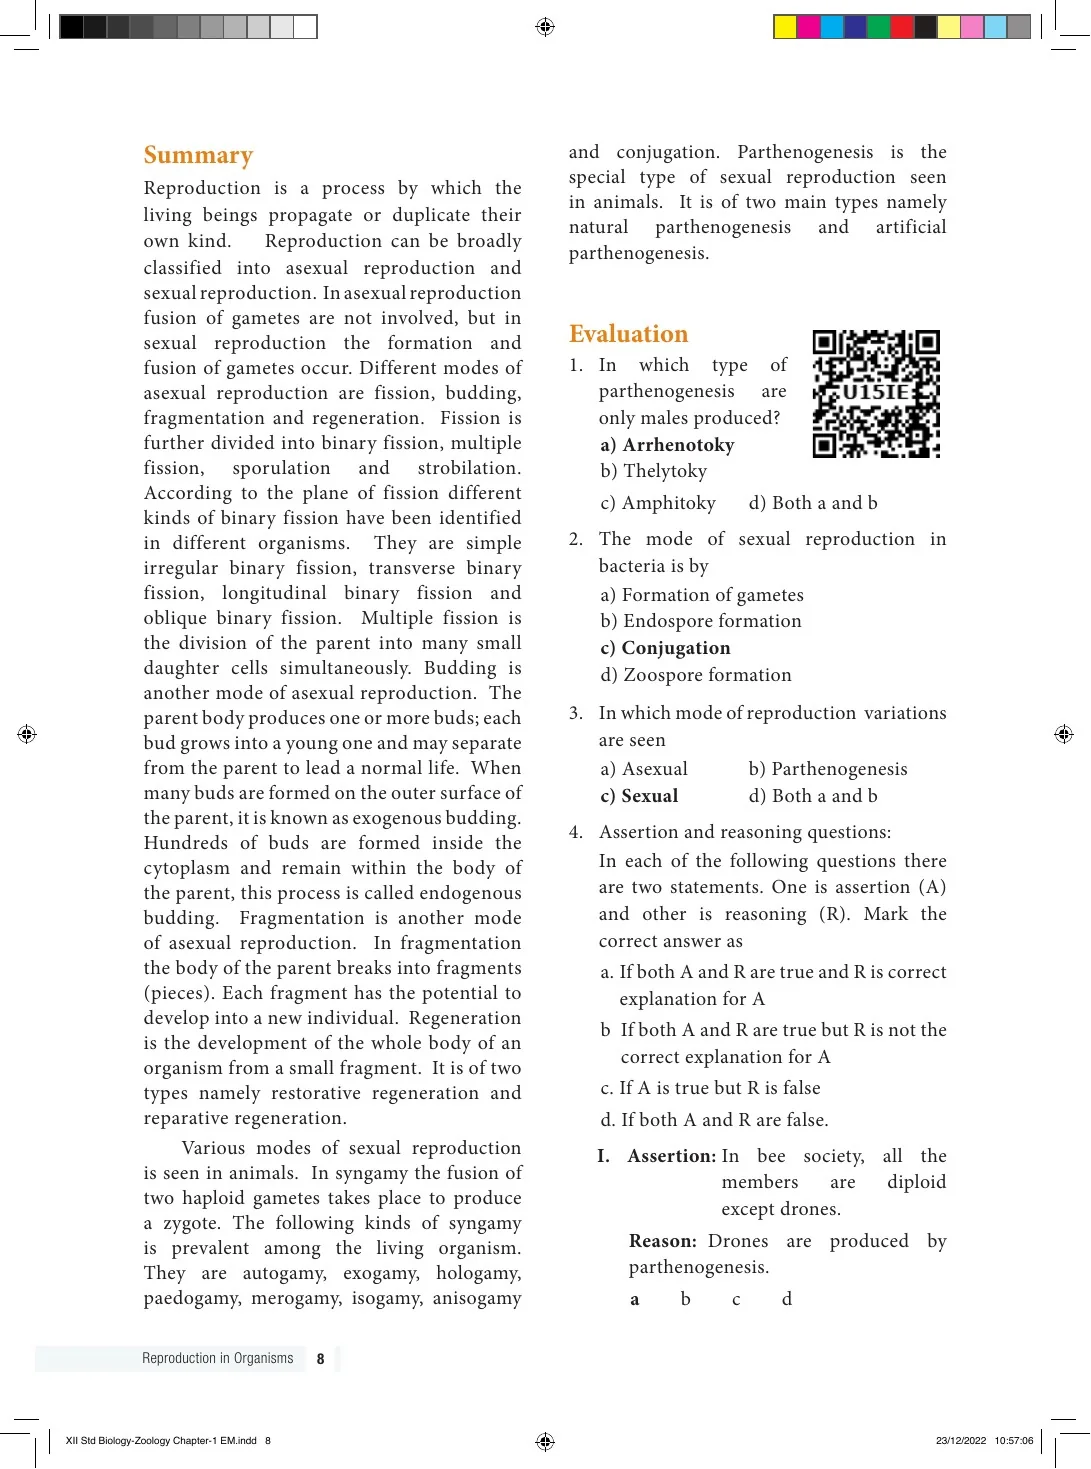 Summary
Reproduction is a process by which the
living beings propagate or duplicate their
own kind. Reproduction can be broadly
classified into asexual reproduction and
sexual reproduction. In asexual reproduction
fusion of gametes are not involved, but in
sexual reproduction the formation and
fusion of gametes occur. Different modes of
asexual reproduction are fission, budding,
fragmentation and regeneration. Fission is
further divided into binary fission, multiple
fission, sporulation and strobilation.
According to the plane of fission different
kinds of binary fission have been identified
in different organisms. They are simple
irregular binary fission, transverse binary
fission, longitudinal binary fission and
oblique binary fission. Multiple fission is
the division of the parent into many small
daughter cells simultaneously. Budding is
another mode of asexual reproduction. The
parent body produces one or more buds; each
bud grows into a young one and may separate
from the parent to lead a normal life. When
many buds are formed on the outer surface of
the parent, it is known as exogenous budding.
Hundreds of buds are formed inside the
cytoplasm and remain within the body of
the parent, this process is called endogenous
budding. Fragmentation is another mode
of asexual reproduction. In fragmentation
the body of the parent breaks into fragments
(pieces). Each fragment has the potential to
develop into a new individual. Regeneration
is the development of the whole body of an
organism from a small fragment. It is of two
types namely restorative regeneration and
reparative regeneration.
Various modes of sexual reproduction
is seen in animals. In syngamy the fusion of
two haploid gametes takes place to produce
a zygote. The following kinds of syngamy
is prevalent among the living organism.
They are autogamy, exogamy, hologamy,
paedogamy, merogamy, isogamy, anisogamy
and conjugation. Parthenogenesis is the
special type of sexual reproduction seen
in animals. It is of two main types namely
natural parthenogenesis and artificial
parthenogenesis.
Evaluation
1. In which type of
parthenogenesis are
only males produced?
a) Arrhenotoky
b) Thelytoky
c) Amphitoky d) Both a and b
U15IE
2. The mode of sexual reproduction in
bacteria is by
a) Formation of gametes
b) Endospore formation
c) Conjugation
d) Zoospore formation
3. In which mode of reproduction variations
are seen
a) Asexual b) Parthenogenesis
c) Sexual d) Both a and b
4. Assertion and reasoning questions:
In each of the following questions there
are two statements. One is assertion (A)
and other is reasoning (R). Mark the
correct answer as
a. If both A and R are true and R is correct
explanation for A
b If both A and R are true but R is not the
correct explanation for A
c. If A is true but R is false
d. If both A and R are false.
I. Assertion: In bee society, all the
members are diploid
except drones.
Reason: Drones are produced by
parthenogenesis.
a b c d
Reproduction in Organisms 8
XII Std Biology-Zoology Chapter-1 EM.indd 8
23/12/2022 10:57:06